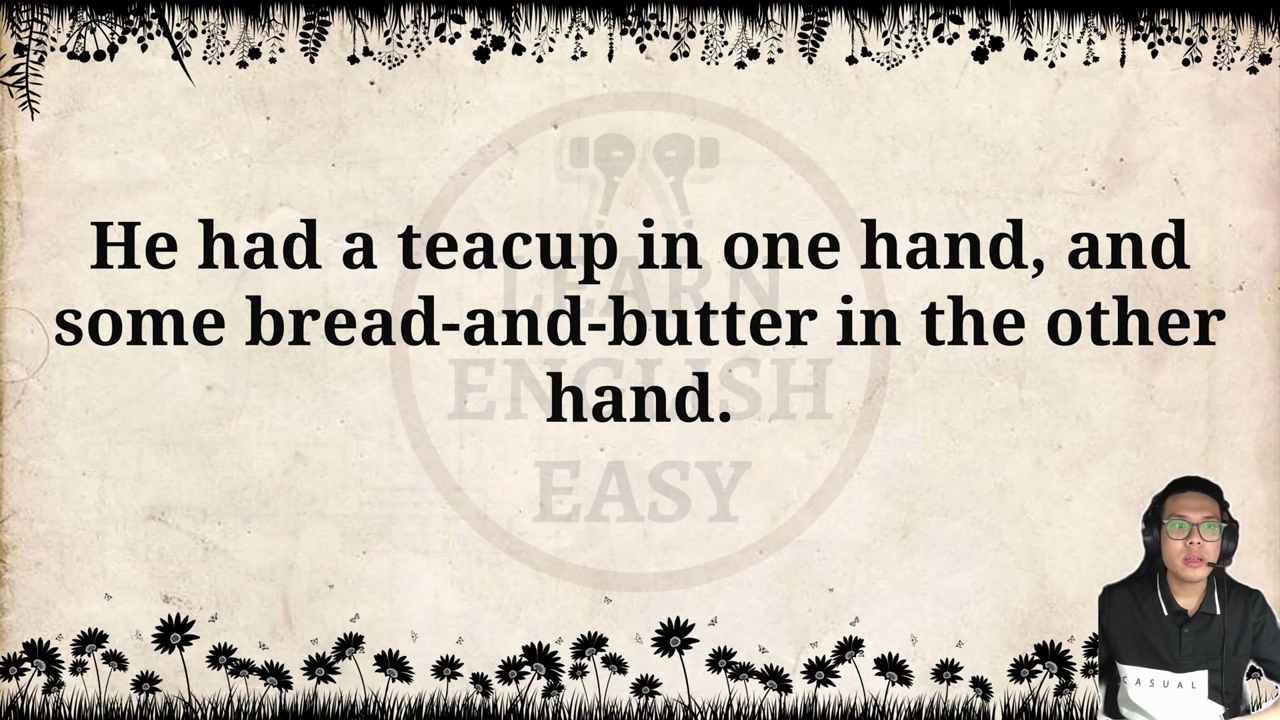 He had a teacup in one hand, and
some bread-and-butter in the other
hand.
LEARN
ENGLISH
EASY
CASUAL